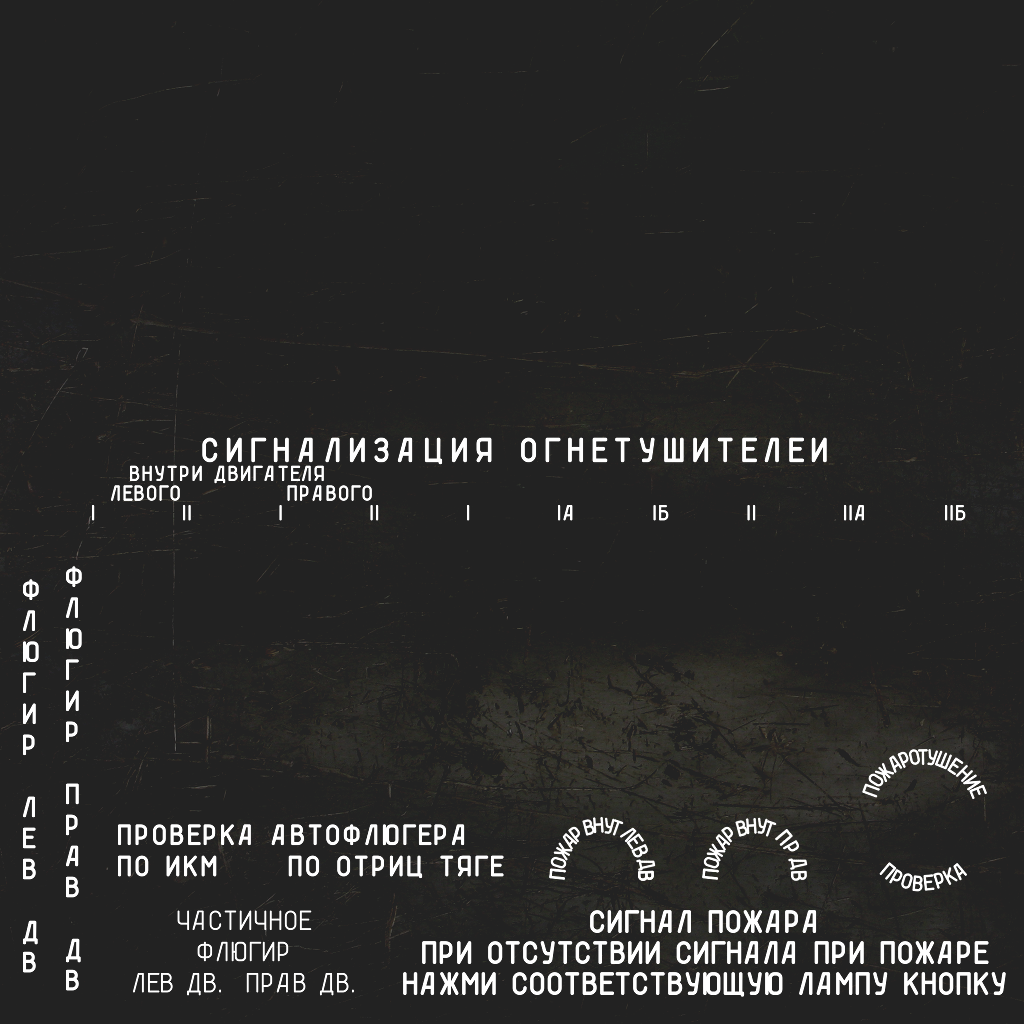 СИГНАЛИЗАЦИЯ ОГНЕТУШИТЕЛЕИ
ВНУТРИ ДВИГАТЕЛЯ
ЛЕВОГО ПРАВОГО
I II I II I IА IБ II IIА IIБ
ФЛЮГИР ЛЕВ ДВ
ФЛЮГИР ПРАВ ДВ
ПОЖАРОТУШЕНИЕ
ПРОВЕРКА АВТОФЛЮГЕРА
ПО ИКМ ПО ОТРИЦ ТЯГЕ
ПОЖАР ВНУТ ЛЕВ ДВ
ПОЖАР ВНУТ ПР ДВ
ПРОВЕРКА
ЧАСТИЧНОЕ
ФЛЮГИР
ЛЕВ ДВ. ПРАВ ДВ.
СИГНАЛ ПОЖАРА
ПРИ ОТСУТСТВИИ СИГНАЛА ПРИ ПОЖАРЕ
НАЖМИ СООТВЕТСТВУЮЩУЮ ЛАМПУ КНОПКУ